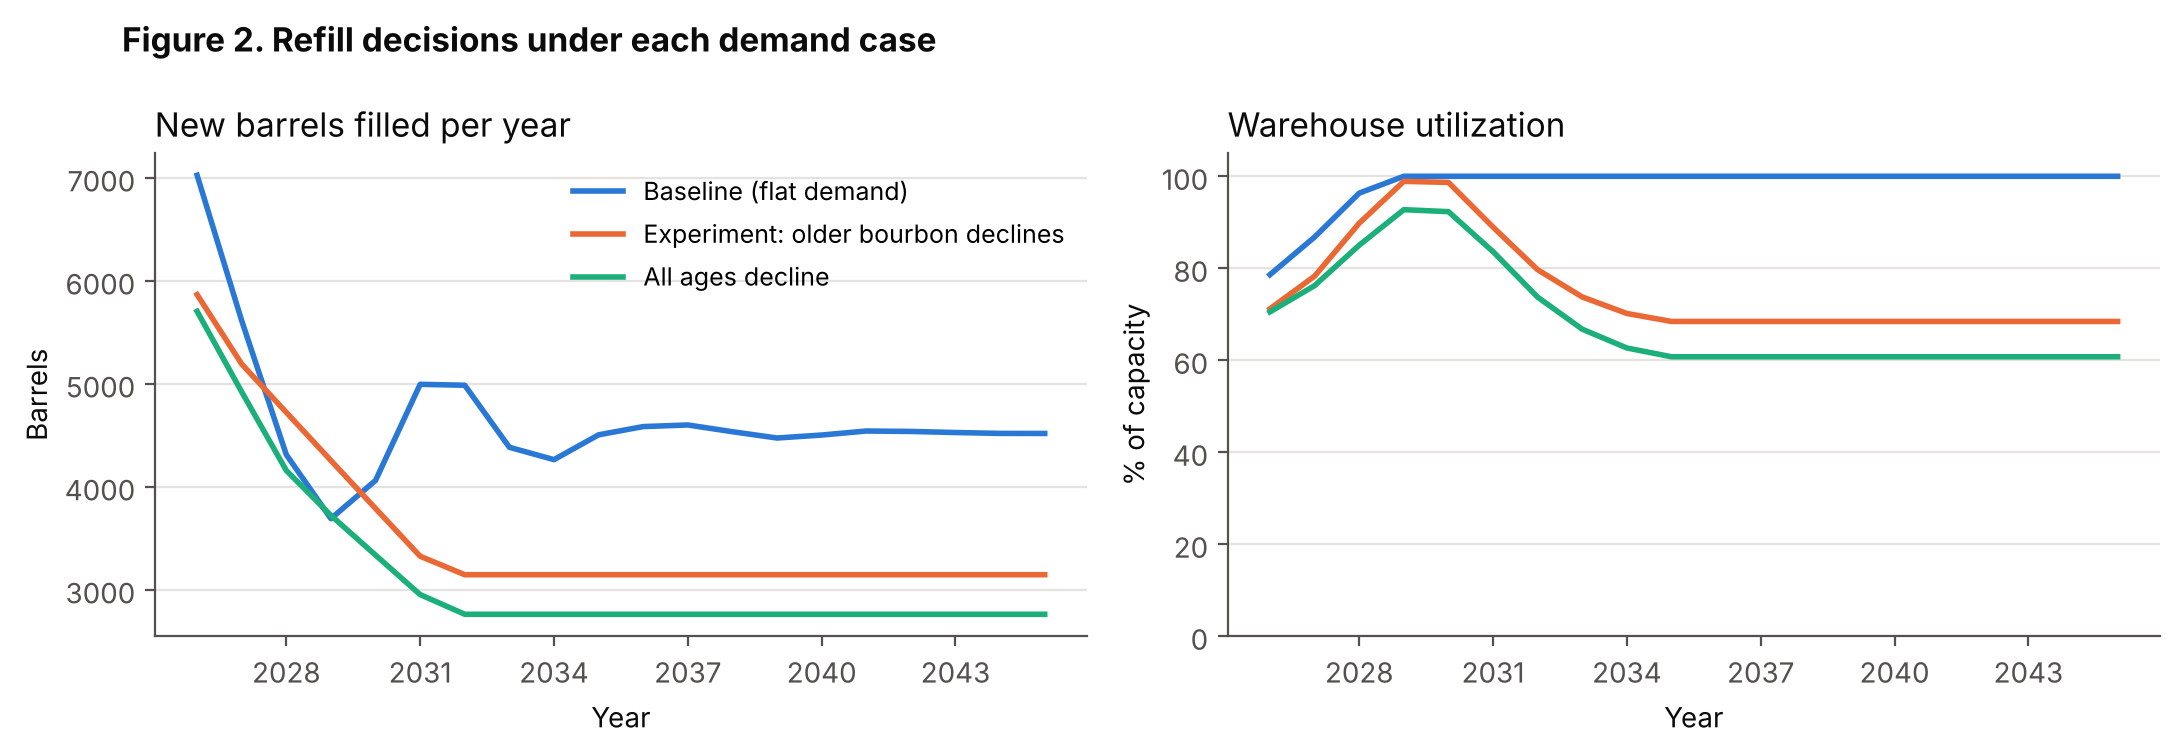 Figure 2. Refill decisions under each demand case
New barrels filled per year
7000
6000
5000
4000
3000
Barrels
Baseline (flat demand)
Experiment: older bourbon declines
All ages decline
2028 2031 2034 2037 2040 2043
Year
Warehouse utilization
100
80
60
40
20
0
% of capacity
2028 2031 2034 2037 2040 2043
Year